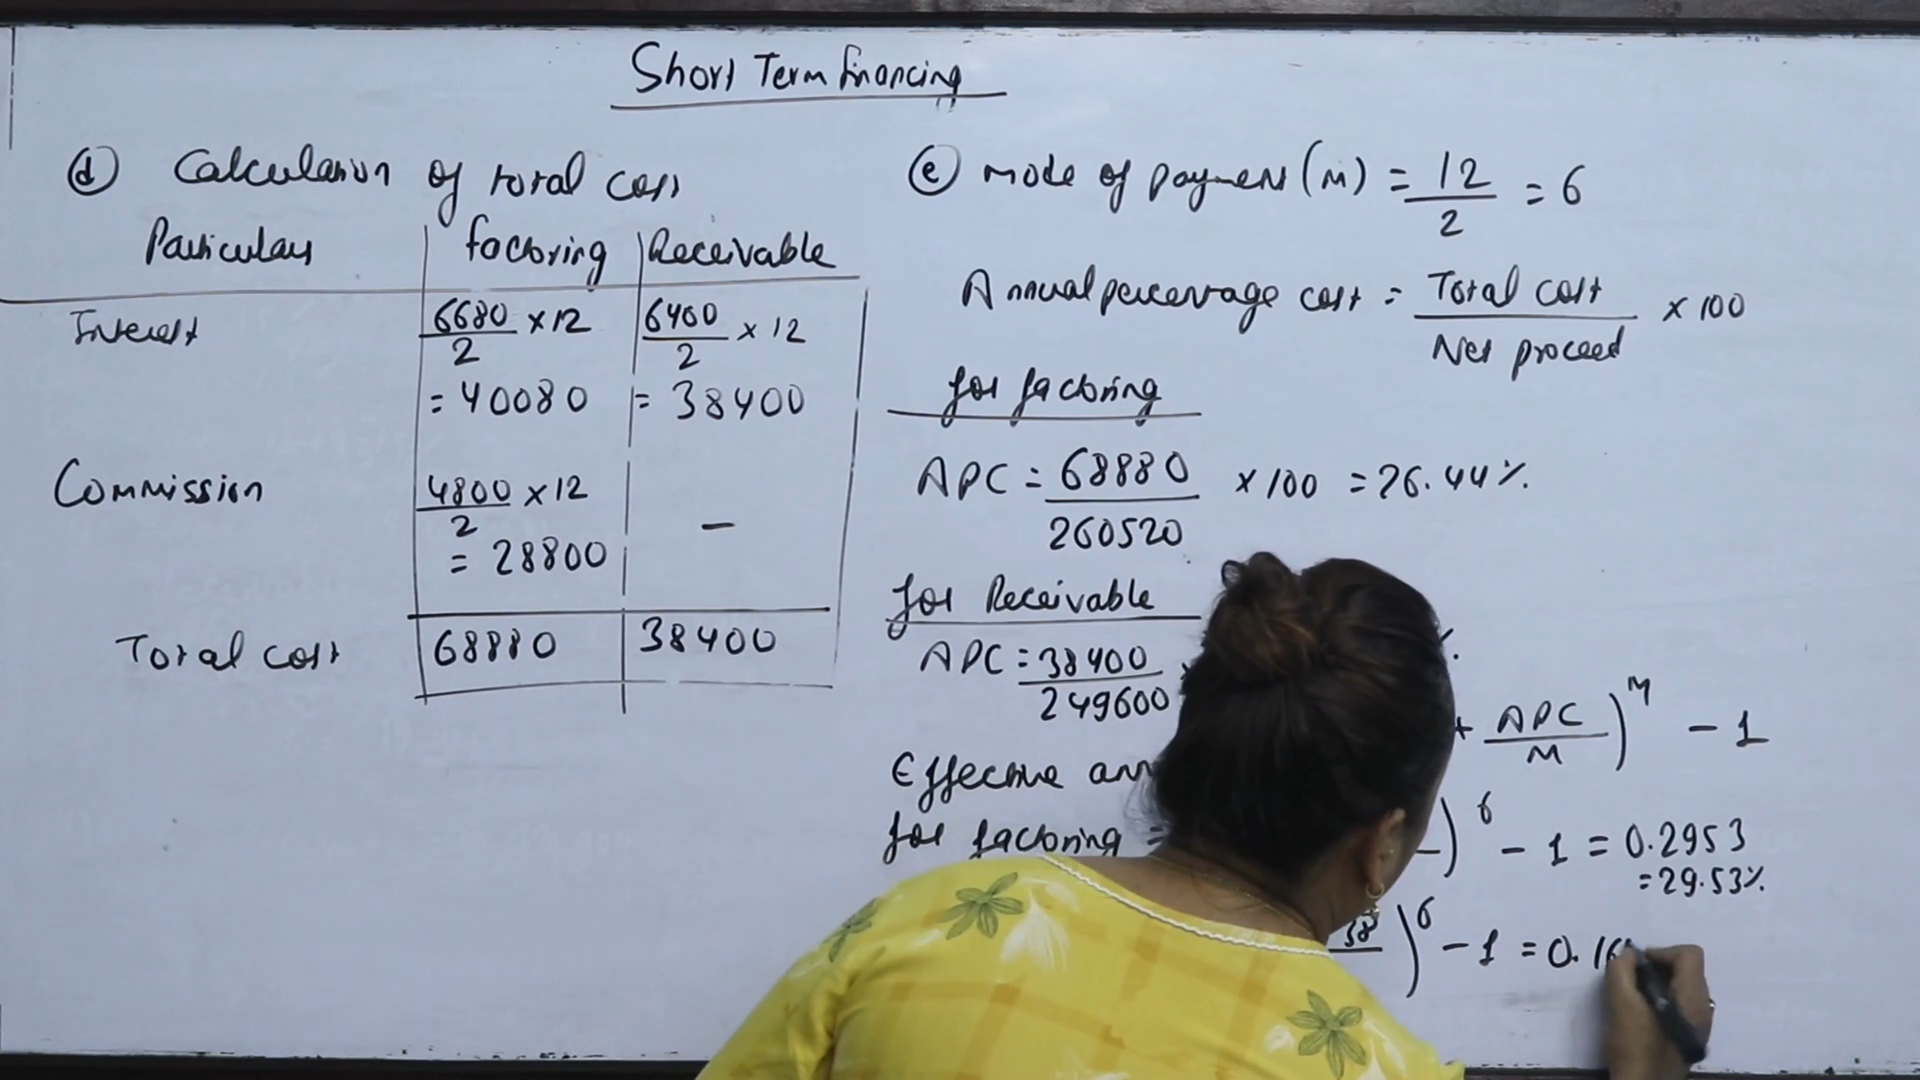 Short Term financing
d Calculation of total cost
Particulars factoring Receivable
Interest 6680/2 x 12 6400/2 x 12
= 40080 = 38400
Commission 4800/2 x 12 -
= 28800
Total cost 68880 38400
e mode of payment (M) = 12/2 = 6
Annual percentage cost = Total cost/Net proceed x 100
for factoring
APC = 68880/260520 x 100 = 26.44%
for Receivable
APC = 38400/249600
Effective + APC/M)^M - 1
for factoring = )^6 - 1 = 0.2953
= 29.53%
38 )^6 - 1 = 0.16